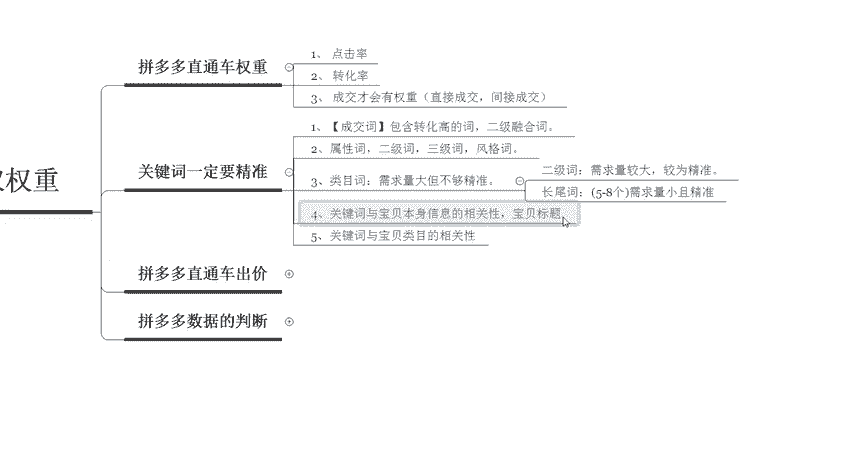 权重
拼多多直通车权重
1、 点击率
2、 转化率
3、 成交才会有权重（直接成交，间接成交）
关键词一定要精准
1、【成交词】包含转化高的词，二级融合词。
2、属性词，二级词，三级词，风格词。
3、类目词：需求量大但不够精准。
二级词：需求量较大，较为精准。
长尾词：(5-8个)需求量小且精准
4、关键词与宝贝本身信息的相关性，宝贝标题
5、关键词与宝贝类目的相关性
拼多多直通车出价
拼多多数据的判断